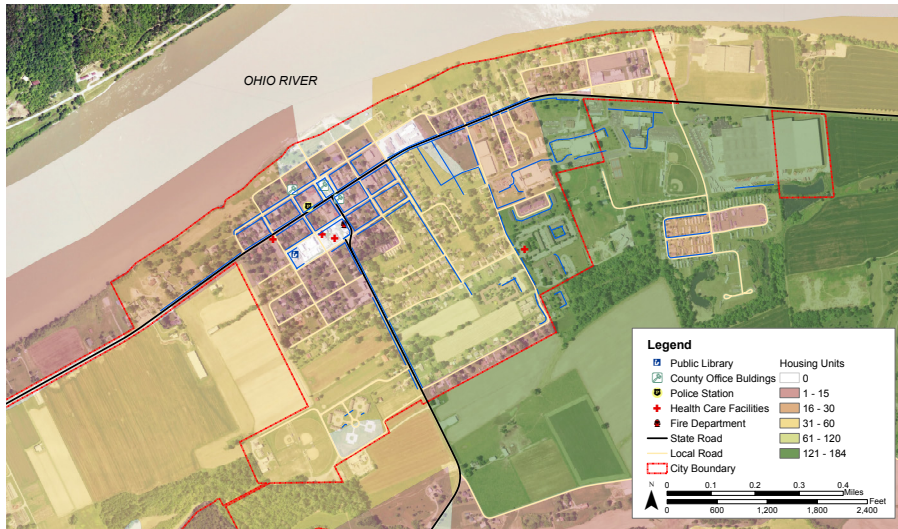 OHIO RIVER
Legend
Public Library
County Office Buldings
Police Station
Health Care Facilities
Fire Department
State Road
Local Road
City Boundary
Housing Units
0
1 - 15
16 - 30
31 - 60
61 - 120
121 - 184
N
0 0.1 0.2 0.3 0.4
Miles
Feet
0 600 1,200 1,800 2,400